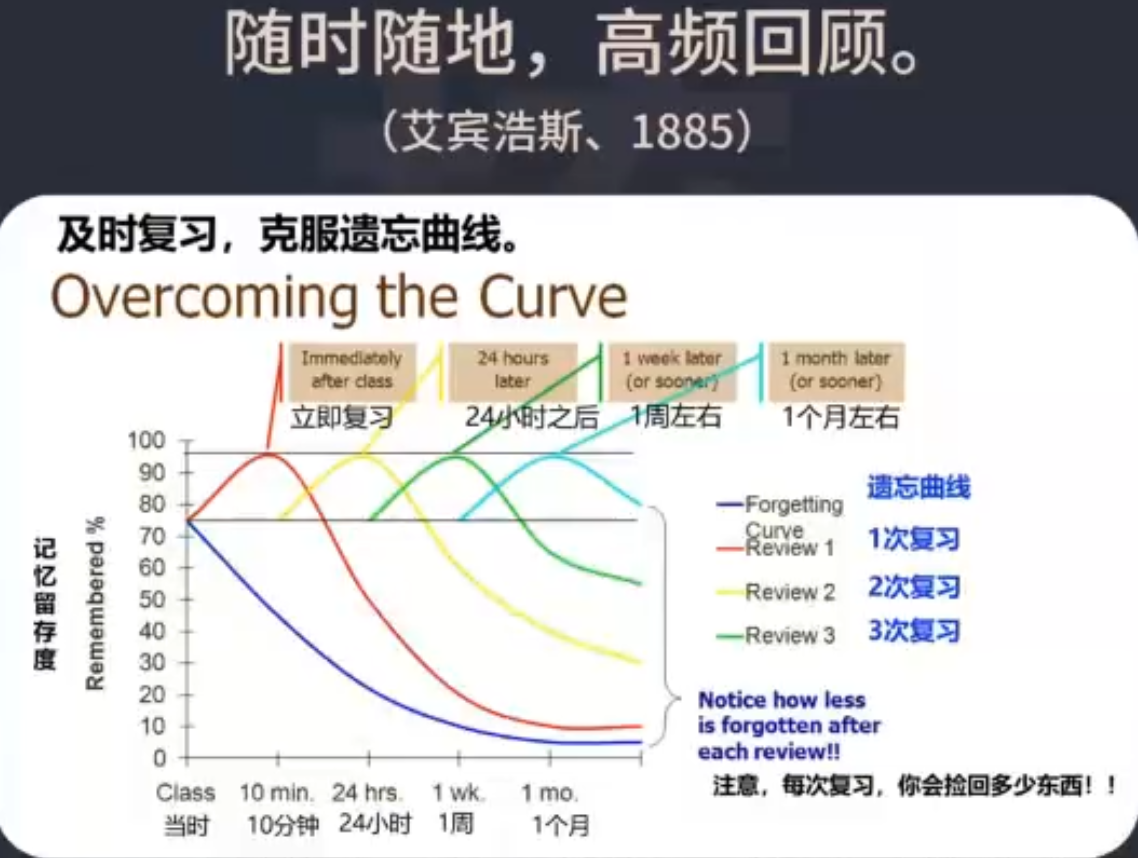 随时随地，高频回顾。
（艾宾浩斯、1885）
及时复习，克服遗忘曲线。
Overcoming the Curve
Immediately
after class
24 hours
later
1 week later
(or sooner)
1 month later
(or sooner)
立即复习
24小时之后
1周左右
1个月左右
100
90
80
70
60
50
40
30
20
10
0
记忆留存度
Remembered %
Class
10 min.
24 hrs.
1 wk.
1 mo.
当时
10分钟
24小时
1周
1个月
Forgetting
Curve
遗忘曲线
Review 1
1次复习
Review 2
2次复习
Review 3
3次复习
Notice how less
is forgotten after
each review!!
注意，每次复习，你会捡回多少东西！！